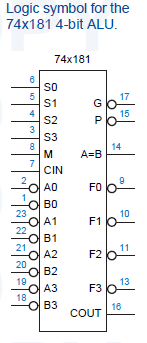 Logic symbol for the
74x181 4-bit ALU.
74x181
6 S0
5 S1 G 17
4 S2 P 15
3 S3
8 M A=B 14
7 CIN
2 A0 F0 9
1 B0
23 A1 F1 10
22 B1
21 A2 F2 11
20 B2
19 A3 F3 13
18 B3
COUT 16